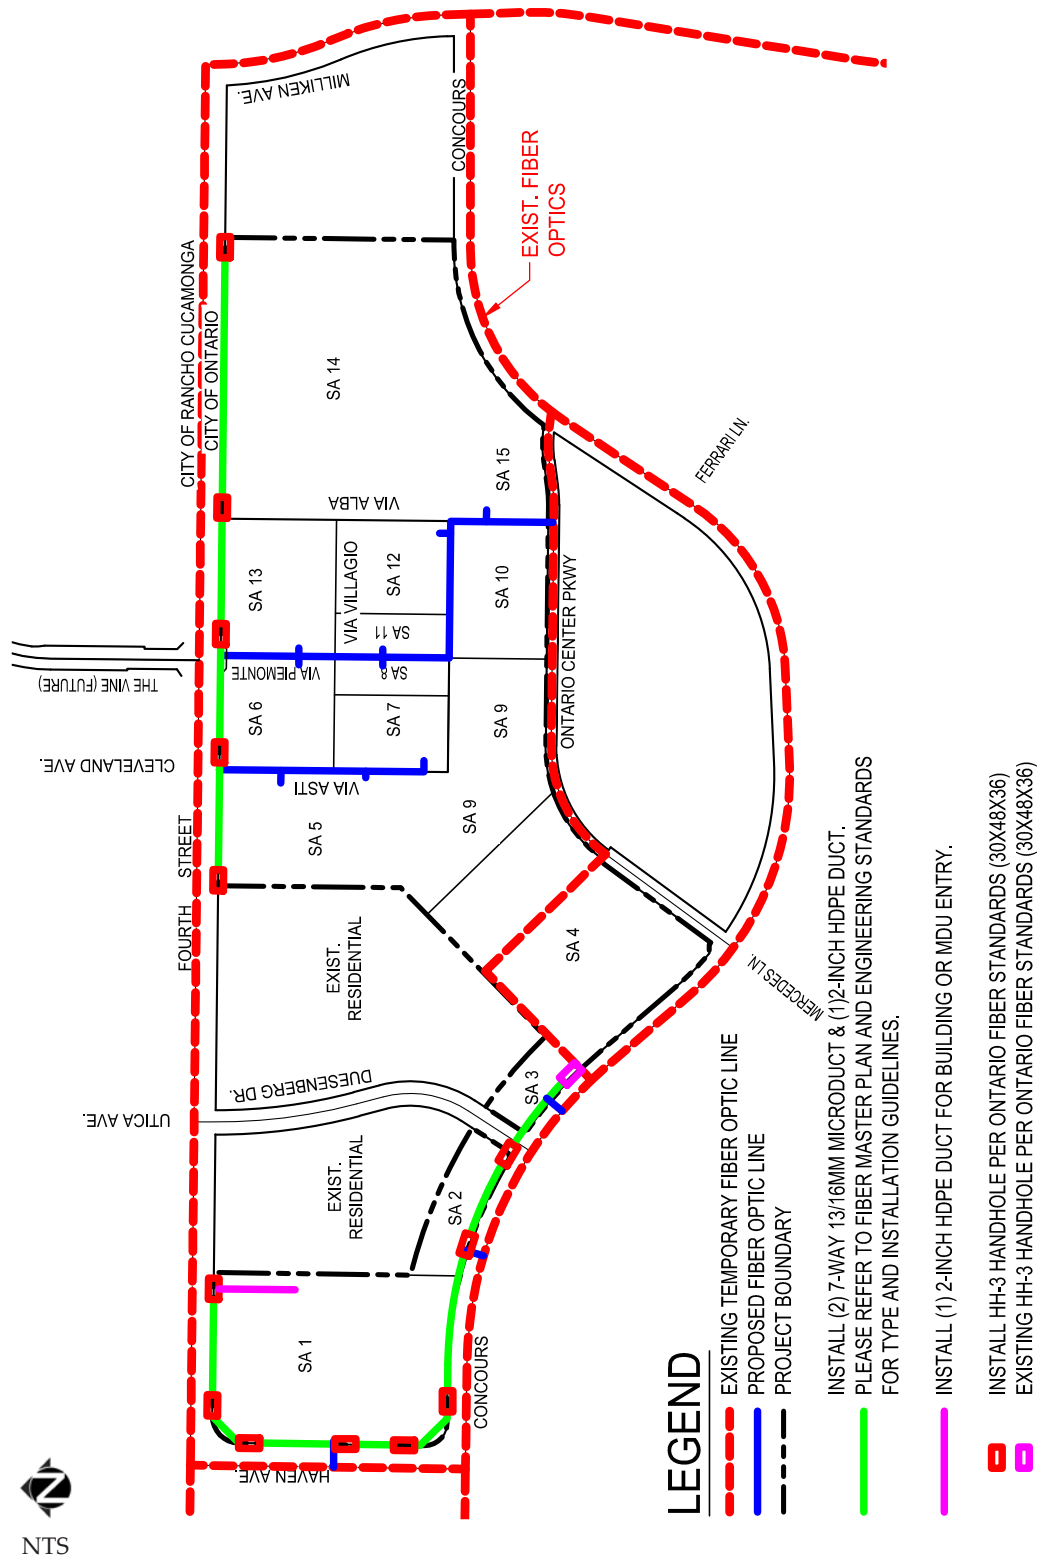 MILLIKEN AVE.
CONCOURS
EXIST. FIBER
OPTICS
CITY OF RANCHO CUCAMONGA
CITY OF ONTARIO
SA 14
FERRARI LN.
SA 15
VIA ALBA
SA 13
VIA VILLAGIO
SA 12
SA 11
SA 10
ONTARIO CENTER PKWY
THE VINE (FUTURE)
VIA PIEMONTE
SA 8
SA 6
SA 7
SA 9
CLEVELAND AVE.
VIA ASTI
SA 5
SA 9
FOURTH STREET
EXIST.
RESIDENTIAL
SA 4
MERCEDES LN.
DUESENBERG DR.
SA 3
UTICA AVE.
EXIST.
RESIDENTIAL
SA 2
SA 1
CONCOURS
HAVEN AVE.
N
NTS
LEGEND
EXISTING TEMPORARY FIBER OPTIC LINE
PROPOSED FIBER OPTIC LINE
PROJECT BOUNDARY
INSTALL (2) 7-WAY 13/16MM MICRODUCT & (1)2-INCH HDPE DUCT.
PLEASE REFER TO FIBER MASTER PLAN AND ENGINEERING STANDARDS
FOR TYPE AND INSTALLATION GUIDELINES.
INSTALL (1) 2-INCH HDPE DUCT FOR BUILDING OR MDU ENTRY.
INSTALL HH-3 HANDHOLE PER ONTARIO FIBER STANDARDS (30X48X36)
EXISTING HH-3 HANDHOLE PER ONTARIO FIBER STANDARDS (30X48X36)